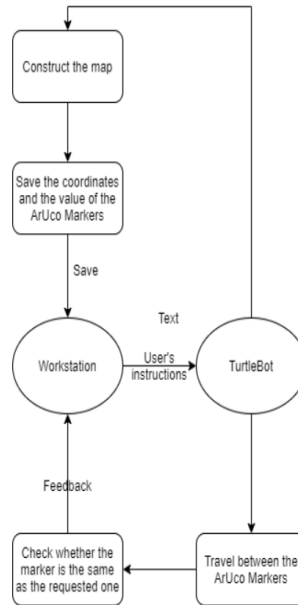 Construct the map
Save the coordinates
and the value of the
ArUco Markers
Save
Text
Workstation
User's
instructions
TurtleBot
Feedback
Check whether the
marker is the same
as the requested one
Travel between the
ArUco Markers